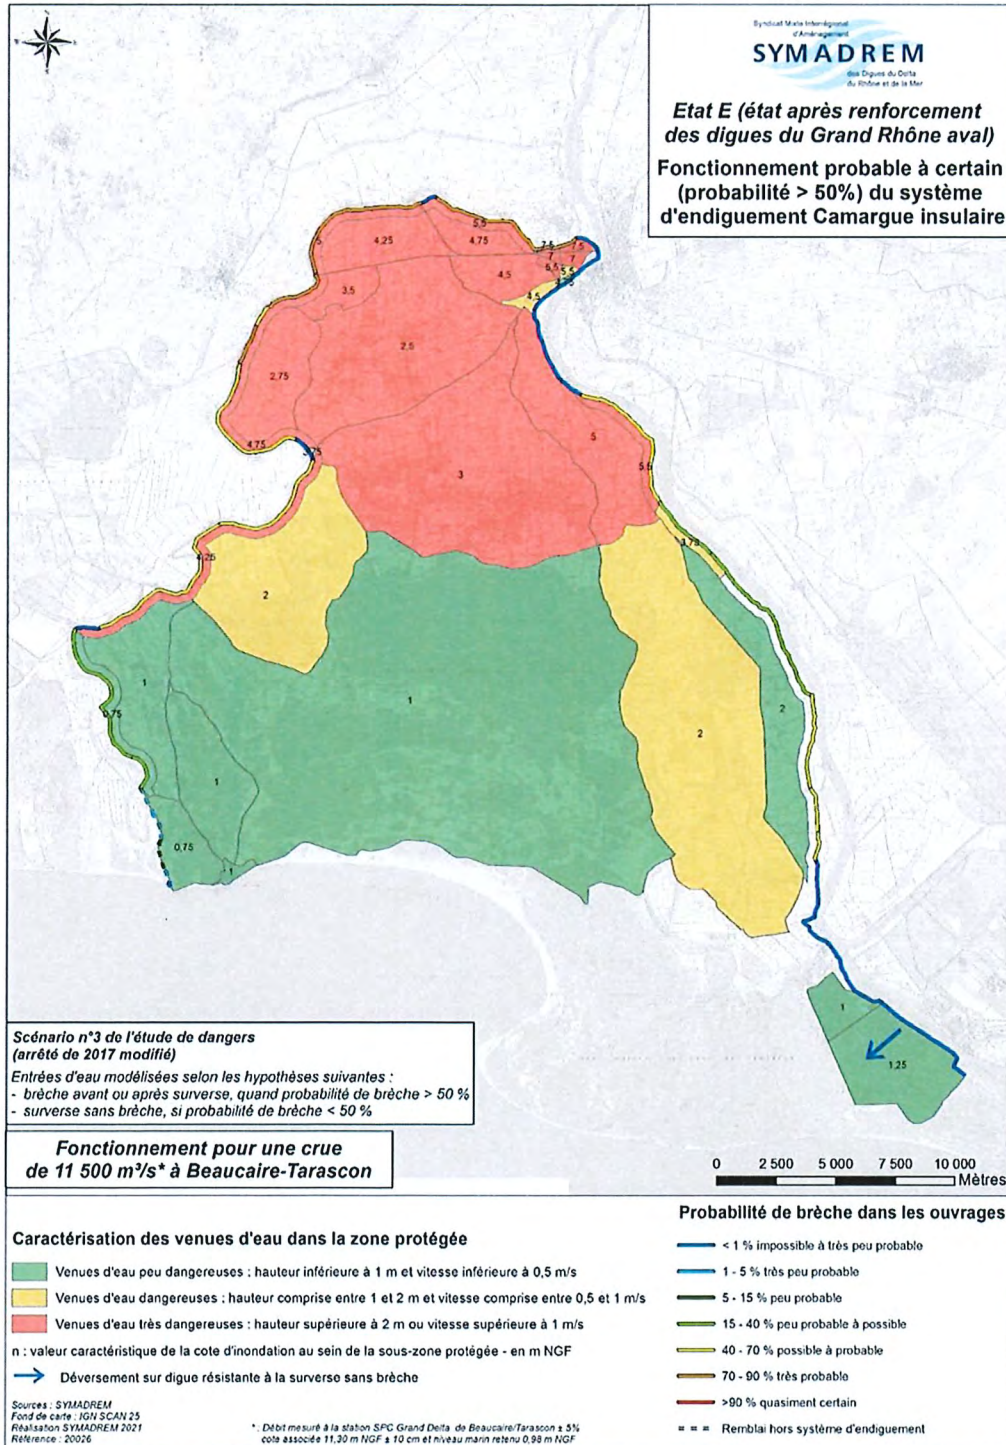 Syndicat Mixte Interrégional
d'Aménagement
SYMADREM
des Digues du Delta
du Rhône et de la Mer
Etat E (état après renforcement
des digues du Grand Rhône aval)
Fonctionnement probable à certain
(probabilité > 50%) du système
d'endiguement Camargue insulaire
5,5
4,25
4,75
5
7,5
7,5
7
7
5,5
5,5
4,5
4,5
3,5
2,5
2,75
5
4,75
3
5,5
3,75
4,25
2
1
1
2
2
0,75
1
0,75
1
1
1,25
Scénario n°3 de l'étude de dangers
(arrêté de 2017 modifié)
Entrées d'eau modélisées selon les hypothèses suivantes :
- brèche avant ou après surverse, quand probabilité de brèche > 50 %
- surverse sans brèche, si probabilité de brèche < 50 %
Fonctionnement pour une crue
de 11 500 m³/s* à Beaucaire-Tarascon
0 2 500 5 000 7 500 10 000
Mètres
Caractérisation des venues d'eau dans la zone protégée
Venues d'eau peu dangereuses : hauteur inférieure à 1 m et vitesse inférieure à 0,5 m/s
Venues d'eau dangereuses : hauteur comprise entre 1 et 2 m et vitesse comprise entre 0,5 et 1 m/s
Venues d'eau très dangereuses : hauteur supérieure à 2 m ou vitesse supérieure à 1 m/s
n : valeur caractéristique de la cote d'inondation au sein de la sous-zone protégée - en m NGF
Déversement sur digue résistante à la surverse sans brèche
Sources : SYMADREM
Fond de carte : IGN SCAN 25
Réalisation SYMADREM 2021
Référence : 20026
* : Débit mesuré à la station SPC Grand Delta de Beaucaire/Tarascon ± 5%
cote associée 11,30 m NGF ± 10 cm et niveau marin retenu 0,98 m NGF
Probabilité de brèche dans les ouvrages
< 1 % impossible à très peu probable
1 - 5 % très peu probable
5 - 15 % peu probable
15 - 40 % peu probable à possible
40 - 70 % possible à probable
70 - 90 % très probable
>90 % quasiment certain
Remblai hors système d'endiguement